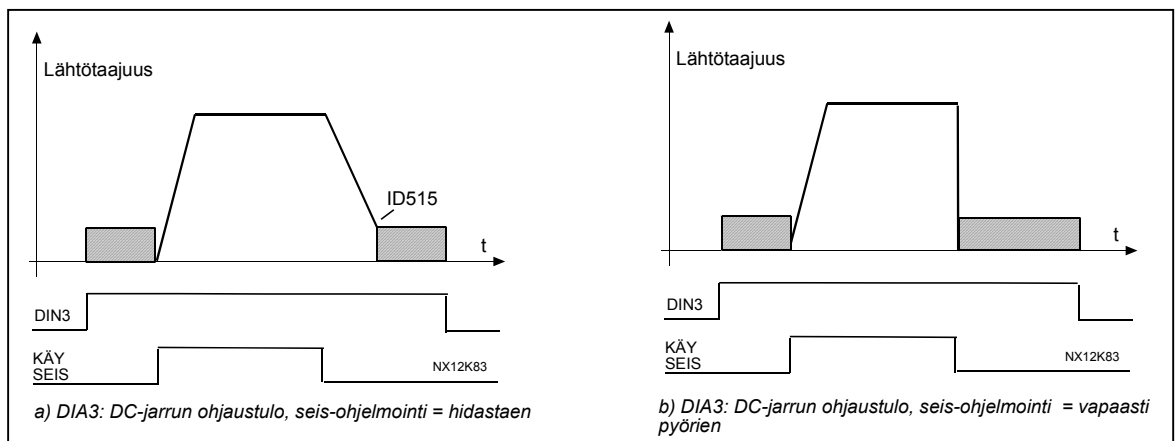 Lähtötaajuus
ID515
t
DIN3
KÄY
SEIS
NX12K83
a) DIA3: DC-jarrun ohjaustulo, seis-ohjelmointi = hidastaen
Lähtötaajuus
t
DIN3
KÄY
SEIS
NX12K83
b) DIA3: DC-jarrun ohjaustulo, seis-ohjelmointi = vapaasti
pyörien